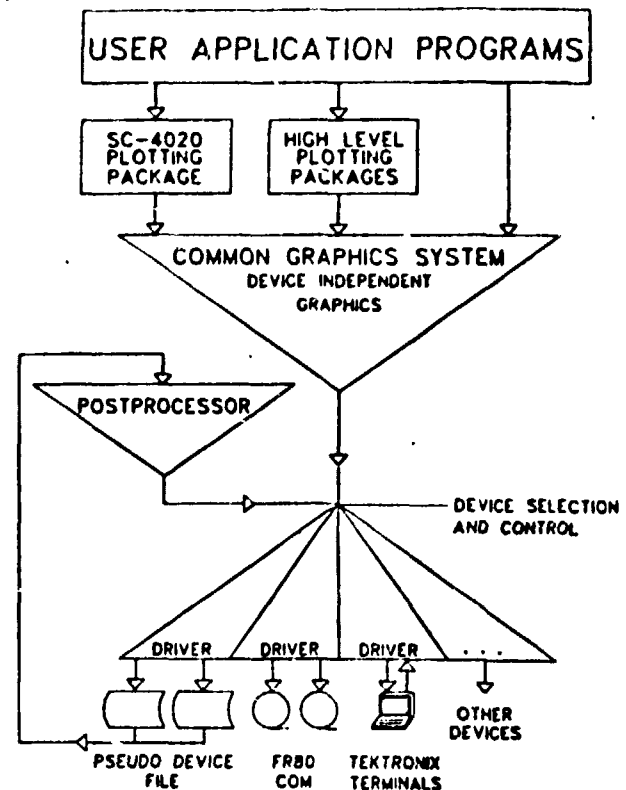 USER APPLICATION PROGRAMS
SC-4020
PLOTTING
PACKAGE
HIGH LEVEL
PLOTTING
PACKAGES
COMMON GRAPHICS SYSTEM
DEVICE INDEPENDENT
GRAPHICS
POSTPROCESSOR
DEVICE SELECTION
AND CONTROL
DRIVER
DRIVER
DRIVER
...
PSEUDO DEVICE
FILE
FR80
COM
TEKTRONIX
TERMINALS
OTHER
DEVICES